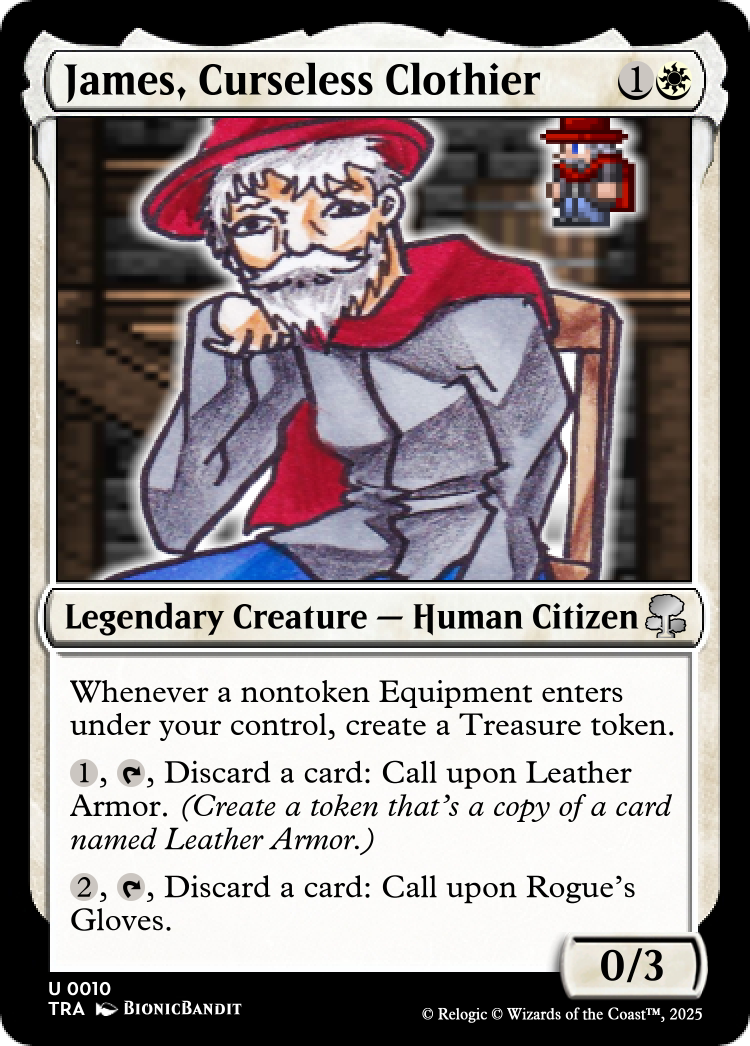 James, Curseless Clothier 1
Legendary Creature — Human Citizen
Whenever a nontoken Equipment enters
under your control, create a Treasure token.
1, , Discard a card: Call upon Leather
Armor. (Create a token that's a copy of a card
named Leather Armor.)
2, , Discard a card: Call upon Rogue's
Gloves.
0/3
U 0010
TRA BionicBandit
© Relogic © Wizards of the Coast™, 2025